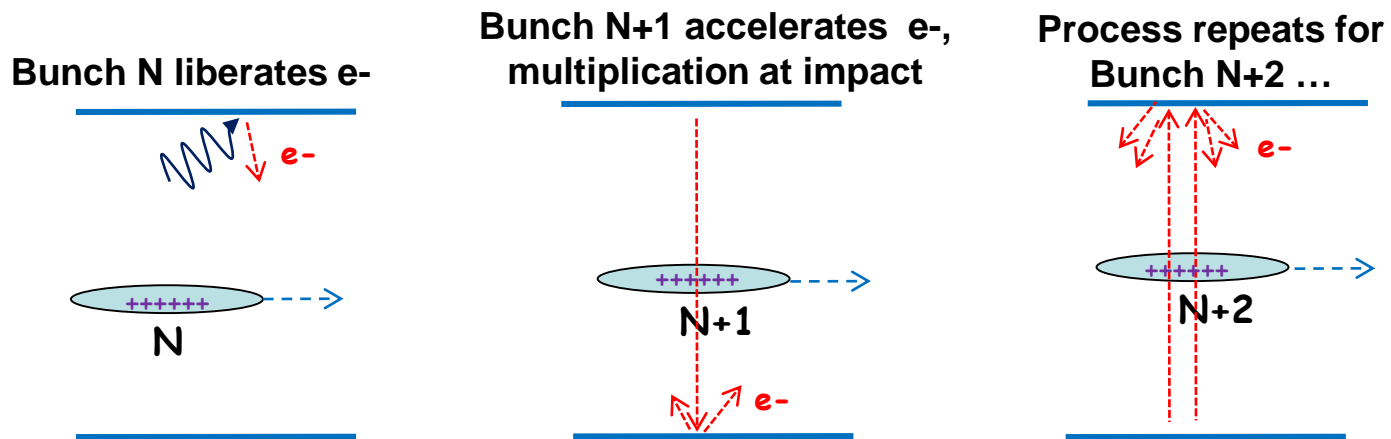 Bunch N liberates e-
e-
++++++
N
Bunch N+1 accelerates e-,
multiplication at impact
++++++
N+1
e-
Process repeats for
Bunch N+2 …
e-
++++++
N+2